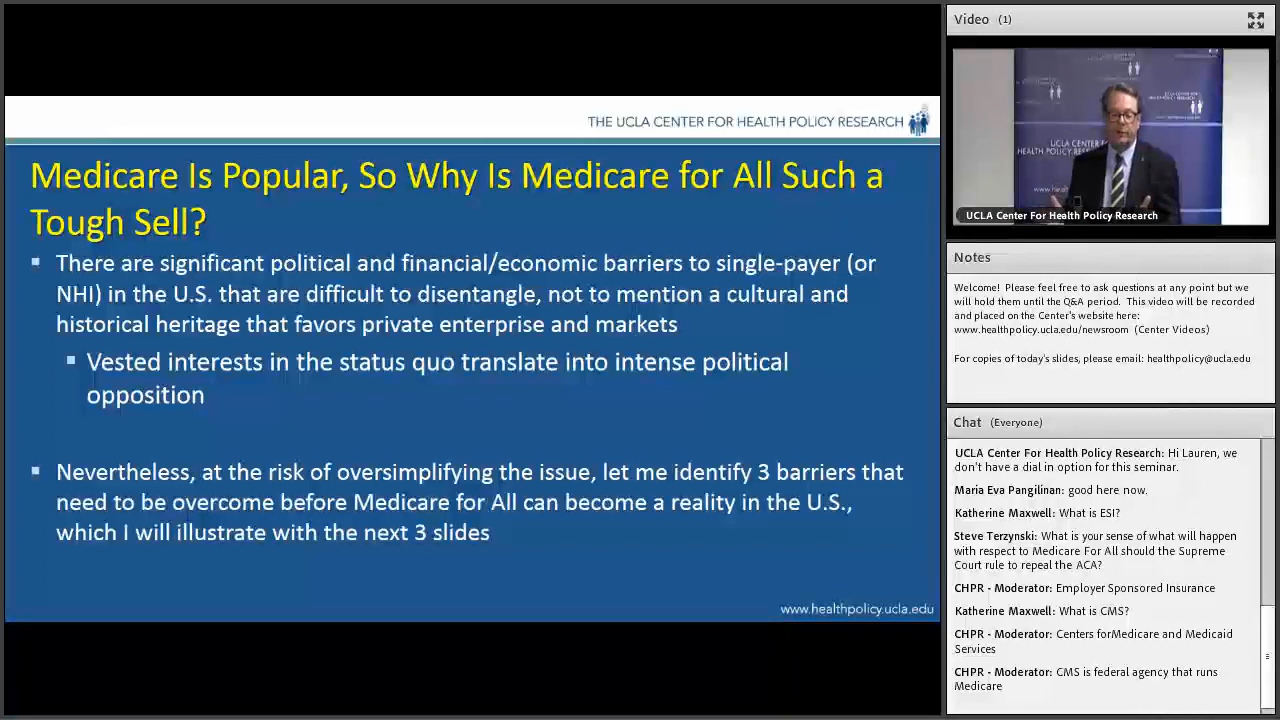 THE UCLA CENTER FOR HEALTH POLICY RESEARCH
Medicare Is Popular, So Why Is Medicare for All Such a
Tough Sell?
There are significant political and financial/economic barriers to single-payer (or
NHI) in the U.S. that are difficult to disentangle, not to mention a cultural and
historical heritage that favors private enterprise and markets
Vested interests in the status quo translate into intense political
opposition
Nevertheless, at the risk of oversimplifying the issue, let me identify 3 barriers that
need to be overcome before Medicare for All can become a reality in the U.S.,
which I will illustrate with the next 3 slides
www.healthpolicy.ucla.edu
Video (1)
UCLA CENTER
HEALTH POLICY
www.hea
UCLA Center For Health Policy Research
Notes
Welcome! Please feel free to ask questions at any point but we
will hold them until the Q&A period. This video will be recorded
and placed on the Center's website here:
www.healthpolicy.ucla.edu/newsroom (Center Videos)
For copies of today's slides, please email: healthpolicy@ucla.edu
Chat (Everyone)
UCLA Center For Health Policy Research: Hi Lauren, we
don't have a dial in option for this seminar.
Maria Eva Pangilinan: good here now.
Katherine Maxwell: What is ESI?
Steve Terzynski: What is your sense of what will happen
with respect to Medicare For All should the Supreme
Court rule to repeal the ACA?
CHPR - Moderator: Employer Sponsored Insurance
Katherine Maxwell: What is CMS?
CHPR - Moderator: Centers forMedicare and Medicaid
Services
CHPR - Moderator: CMS is federal agency that runs
Medicare